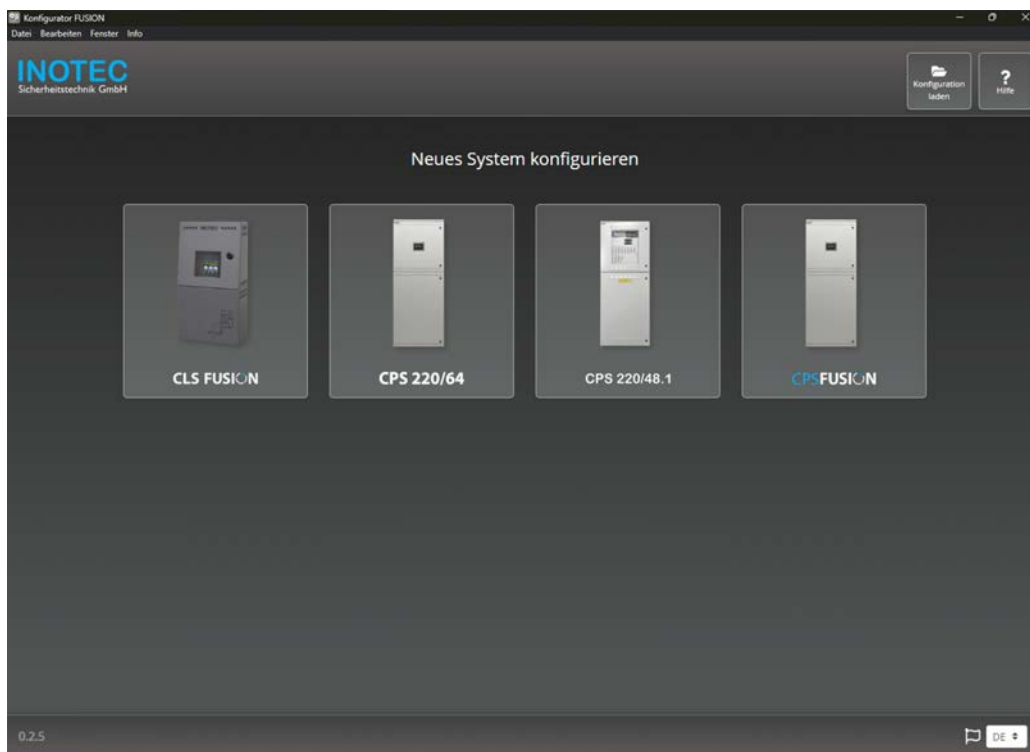 Konfigurator FUSION
Datei Bearbeiten Fenster Info
INOTEC
Sicherheitstechnik GmbH
Konfiguration
laden
?
Hilfe
Neues System konfigurieren
CLS FUSION
CPS 220/64
CPS 220/48.1
CPSFUSION
0.2.5
DE